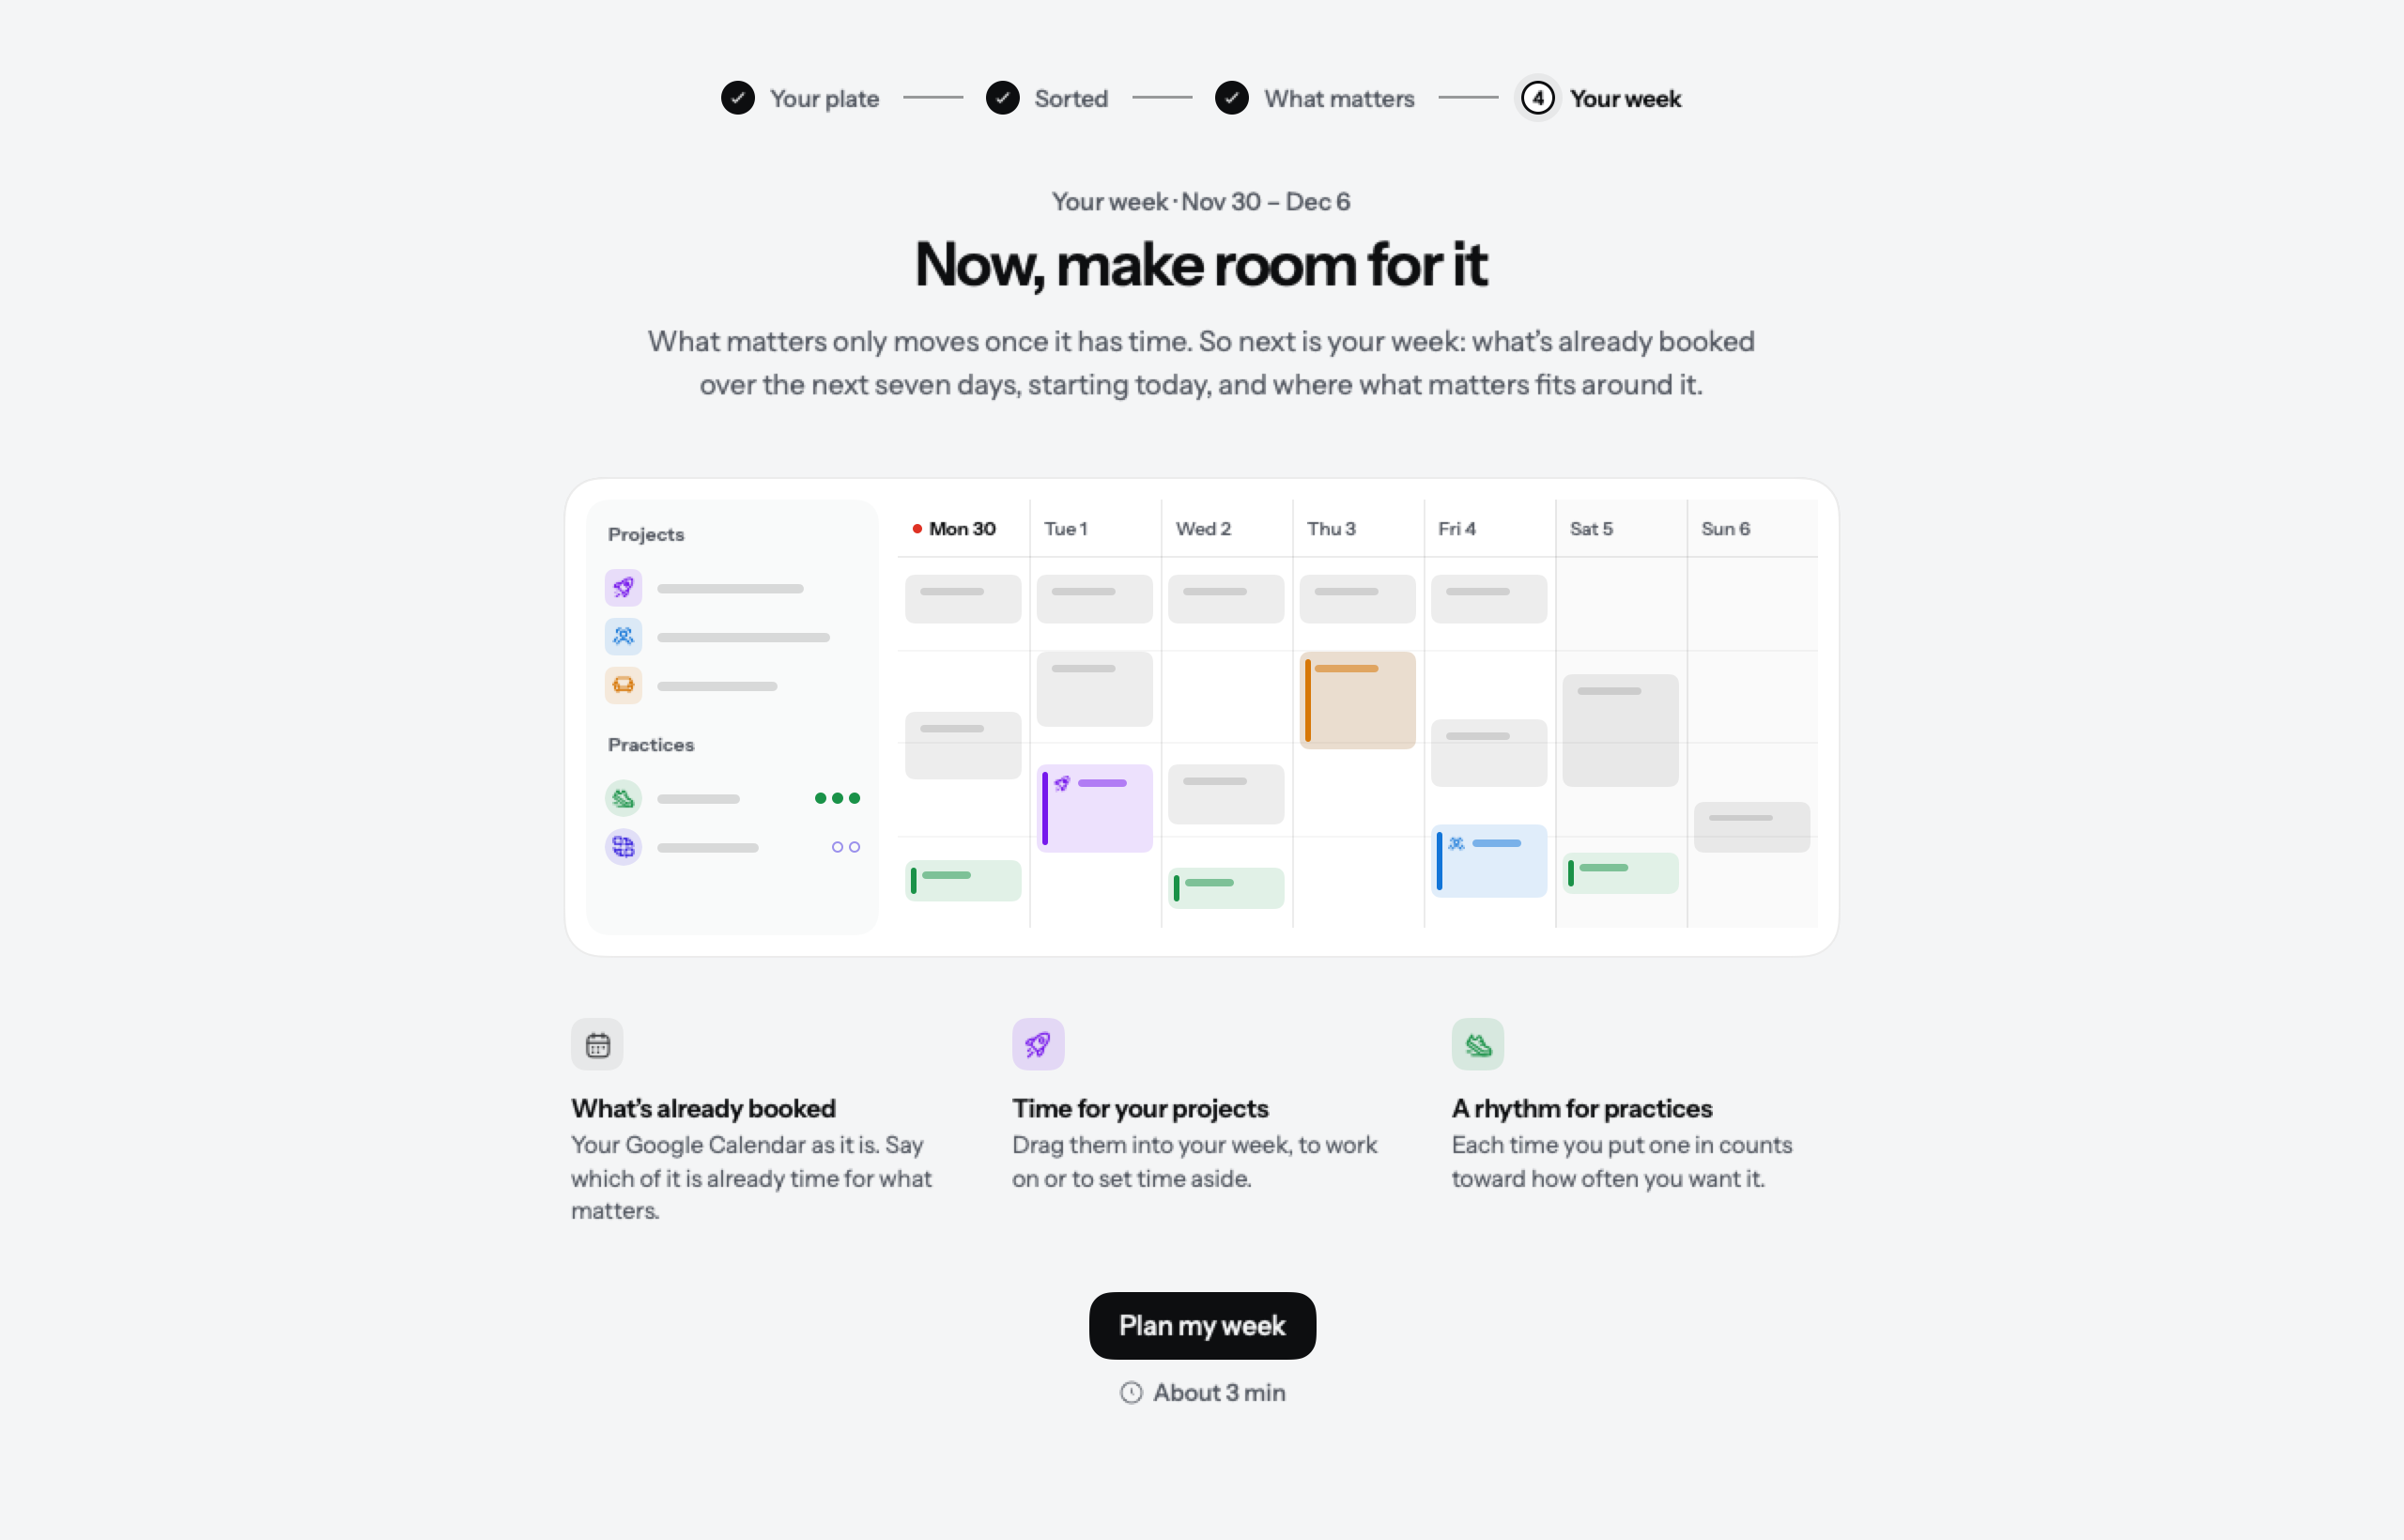 Your plate
Sorted
What matters
4 Your week
Your week · Nov 30 – Dec 6
Now, make room for it
What matters only moves once it has time. So next is your week: what’s already booked
over the next seven days, starting today, and where what matters fits around it.
Projects
Practices
Mon 30 Tue 1 Wed 2 Thu 3 Fri 4 Sat 5 Sun 6
What’s already booked
Your Google Calendar as it is. Say
which of it is already time for what
matters.
Time for your projects
Drag them into your week, to work
on or to set time aside.
A rhythm for practices
Each time you put one in counts
toward how often you want it.
Plan my week
About 3 min